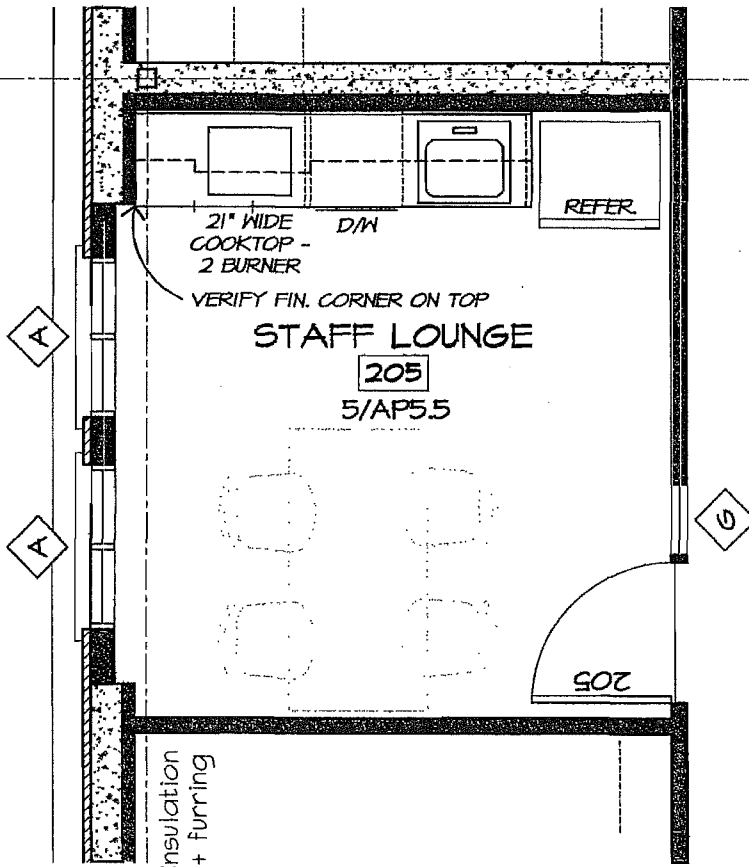 21" WIDE
COOKTOP -
2 BURNER
D/W
REFER.
VERIFY FIN. CORNER ON TOP
STAFF LOUNGE
205
5/AP5.5
A
A
G
205
+ furring